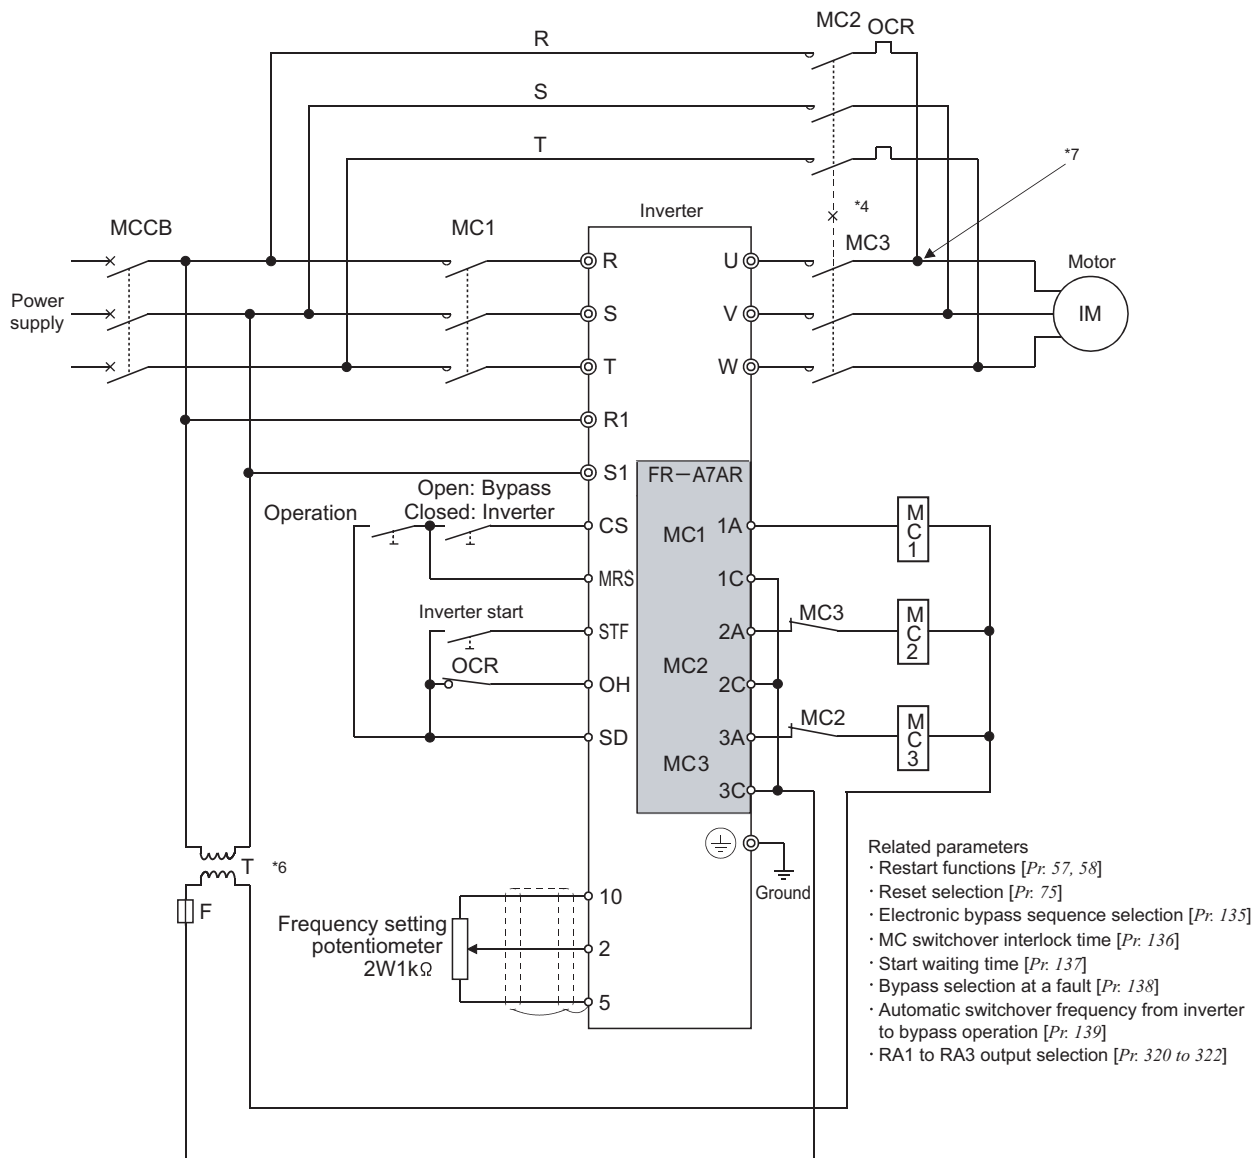 MC2 OCR
R
S
T
*7
*4
Inverter
MCCB
MC1
MC3
Motor
R
U
Power
supply
S
V
IM
T
W
R1
S1
FR－A7AR
Open: Bypass
Closed: Inverter
Operation
CS
MC1
1A
MC1
MRS
1C
Inverter start
STF
2A
MC3
MC2
OCR
OH
MC2
2C
SD
3A
MC2
MC3
MC3
3C
T
*6
F
Ground
10
Frequency setting
potentiometer
2W1kΩ
2
5
Related parameters
· Restart functions [Pr. 57, 58]
· Reset selection [Pr. 75]
· Electronic bypass sequence selection [Pr. 135]
· MC switchover interlock time [Pr. 136]
· Start waiting time [Pr. 137]
· Bypass selection at a fault [Pr. 138]
· Automatic switchover frequency from inverter
to bypass operation [Pr. 139]
· RA1 to RA3 output selection [Pr. 320 to 322]